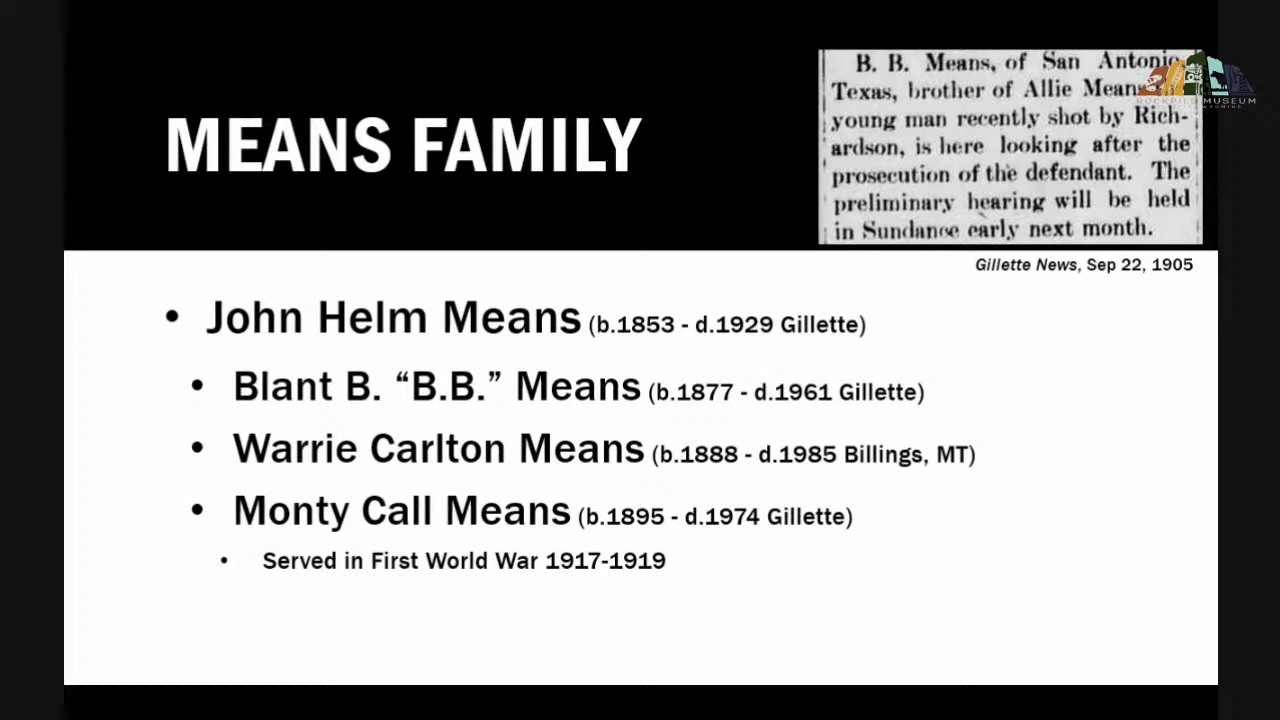 MEANS FAMILY
B. B. Means, of San Antonio
Texas, brother of Allie Means
young man recently shot by Rich-
ardson, is here looking after the
prosecution of the defendant. The
preliminary hearing will be held
in Sundance early next month.
ROCKPILE MUSEUM
WYOMING
Gillette News, Sep 22, 1905
• John Helm Means (b.1853 - d.1929 Gillette)
• Blant B. “B.B.” Means (b.1877 - d.1961 Gillette)
• Warrie Carlton Means (b.1888 - d.1985 Billings, MT)
• Monty Call Means (b.1895 - d.1974 Gillette)
• Served in First World War 1917-1919